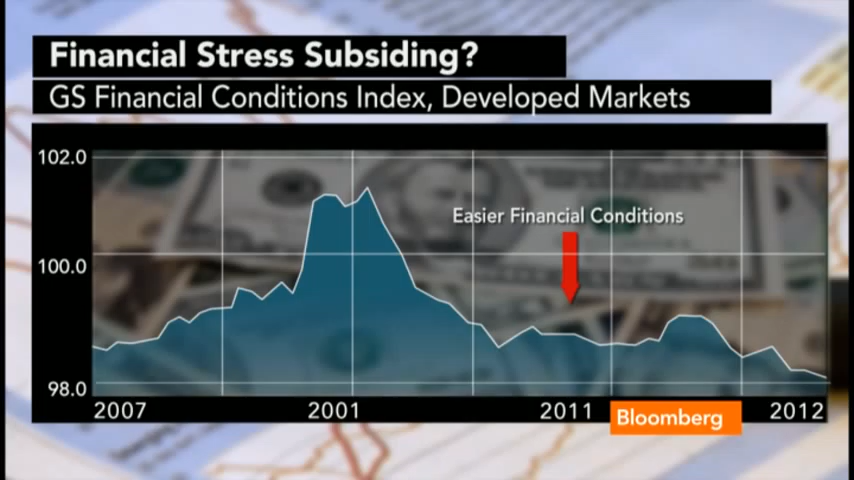 Financial Stress Subsiding?
GS Financial Conditions Index, Developed Markets
102.0
Easier Financial Conditions
100.0
98.0
2007 2001 2011 2012
Bloomberg